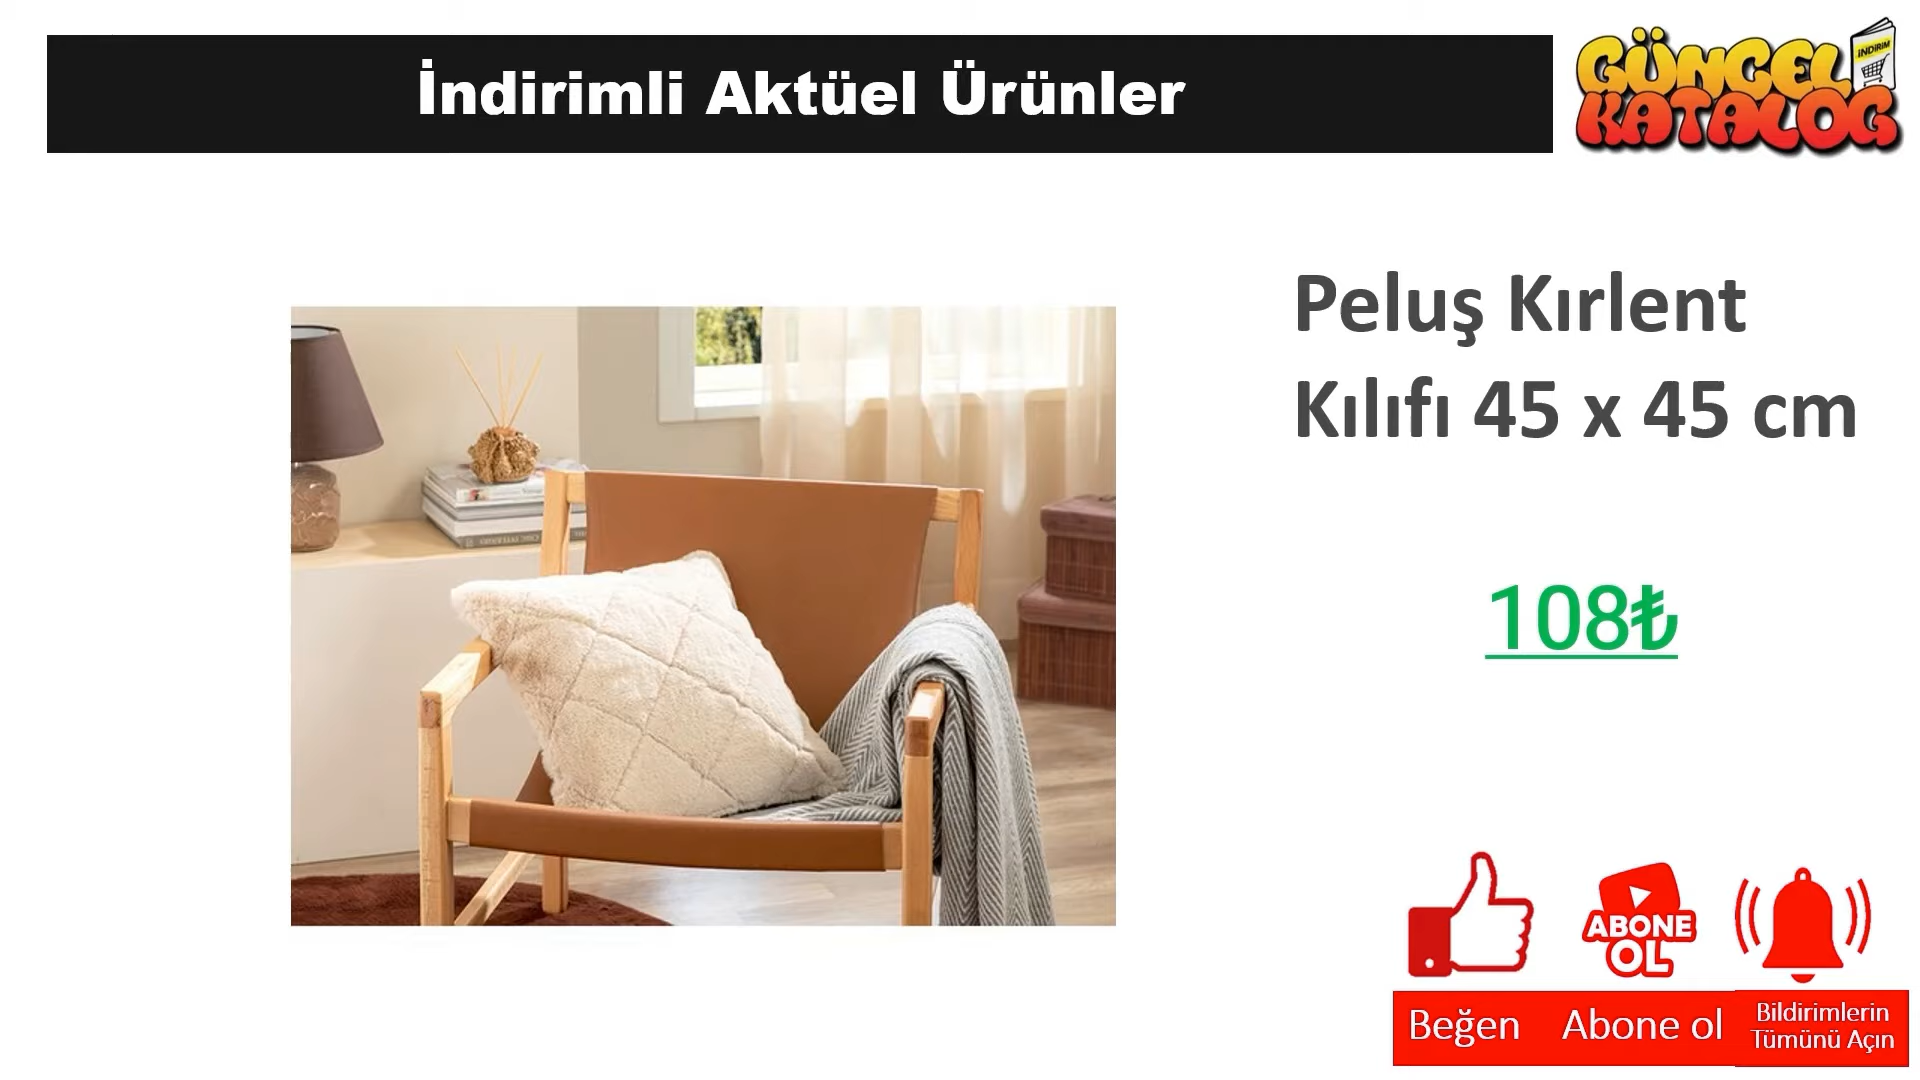 İndirimli Aktüel Ürünler
GÜNCEL
İNDİRİM
KATALOG
Peluş Kırlent
Kılıfı 45 x 45 cm
108₺
ABONE
OL
Beğen
Abone ol
Bildirimlerin
Tümünü Açın